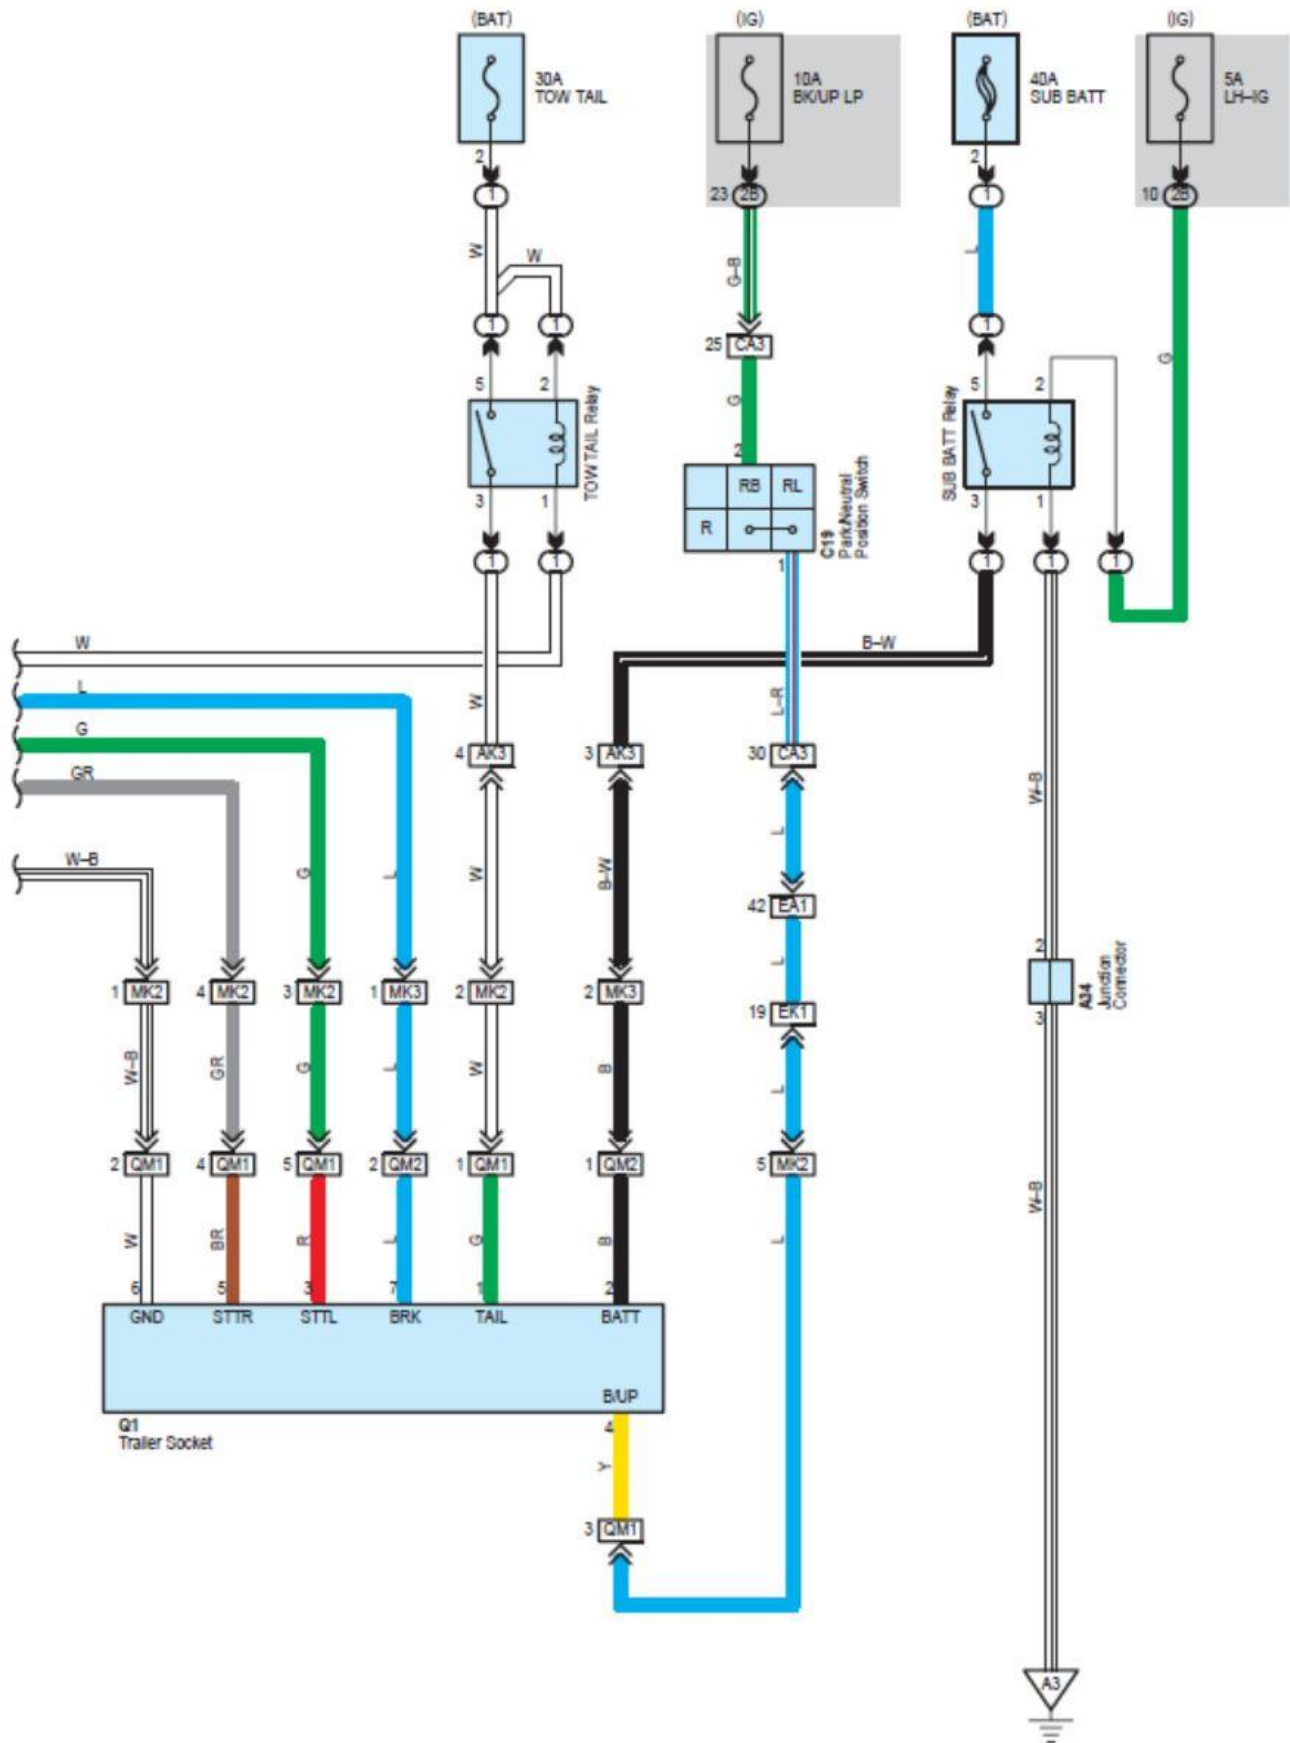 (BAT) (IG) (BAT) (IG)
30A
TOW TAIL
10A
BK/UP LP
40A
SUB BATT
5A
LH-IG
2 2
1 23 2B 1 10 2B
W W G-B L G
1 1 25 CA3 1
5 2 G 5 2
TOW TAIL Relay
2
SUB BATT Relay
RB RL
R
C19
Park/Neutral
Position Switch
3 1 1 3 1
1 1 1 1 1
W B-W
L W L-R
G
4 AK3 3 AK3 30 CA3
GR W-B
L
W-B G L W B-W
42 EA1
L
2
A34
Junction
Connector
3
1 MK2 4 MK2 3 MK2 1 MK3 2 MK2 2 MK3 19 EK1
W-B GR G L W B L
2 QM1 4 QM1 5 QM1 2 QM2 1 QM1 1 QM2 5 MK2
W BR R L G B L W-B
6 5 3 7 1 2
GND STTR STTL BRK TAIL BATT
B/UP
Q1
Trailer Socket
4
Y
3 QM1
A3